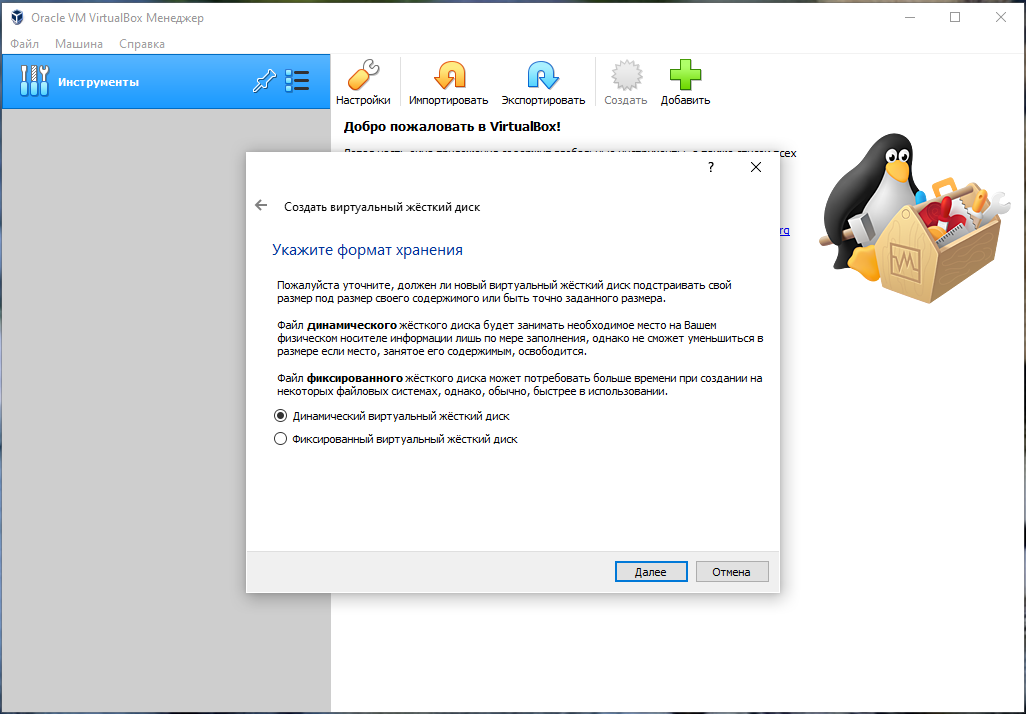 Oracle VM VirtualBox Менеджер
Файл Машина Справка
Инструменты
Настройки Импортировать Экспортировать Создать Добавить
Добро пожаловать в VirtualBox!
?
Создать виртуальный жёсткий диск
Укажите формат хранения
Пожалуйста уточните, должен ли новый виртуальный жёсткий диск подстраивать свой
размер под размер своего содержимого или быть точно заданного размера.
Файл динамического жёсткого диска будет занимать необходимое место на Вашем
физическом носителе информации лишь по мере заполнения, однако не сможет уменьшиться в
размере если место, занятое его содержимым, освободится.
Файл фиксированного жёсткого диска может потребовать больше времени при создании на
некоторых файловых системах, однако, обычно, быстрее в использовании.
Динамический виртуальный жёсткий диск
Фиксированный виртуальный жёсткий диск
Далее Отмена